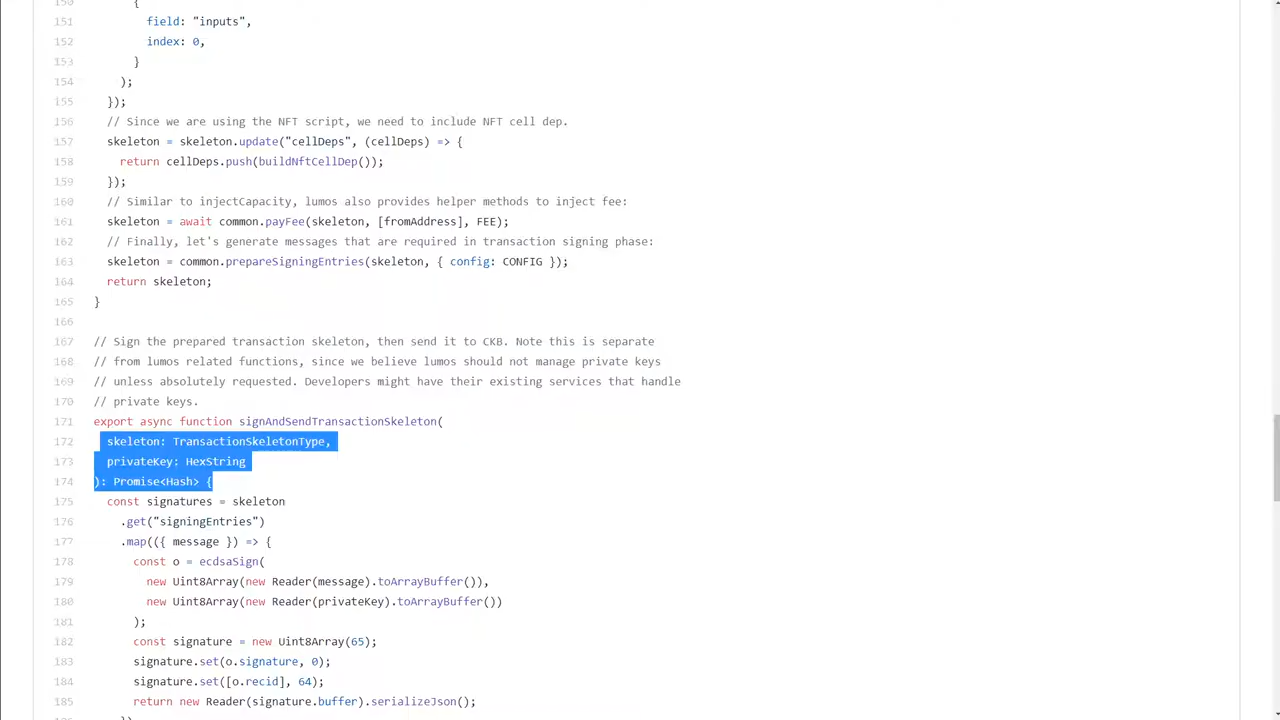 150 {
151 field: "inputs",
152 index: 0,
153 }
154 );
155 });
156 // Since we are using the NFT script, we need to include NFT cell dep.
157 skeleton = skeleton.update("cellDeps", (cellDeps) => {
158 return cellDeps.push(buildNftCellDep());
159 });
160 // Similar to injectCapacity, lumos also provides helper methods to inject fee:
161 skeleton = await common.payFee(skeleton, [fromAddress], FEE);
162 // Finally, let's generate messages that are required in transaction signing phase:
163 skeleton = common.prepareSigningEntries(skeleton, { config: CONFIG });
164 return skeleton;
165 }
166
167 // Sign the prepared transaction skeleton, then send it to CKB. Note this is separate
168 // from lumos related functions, since we believe lumos should not manage private keys
169 // unless absolutely requested. Developers might have their existing services that handle
170 // private keys.
171 export async function signAndSendTransactionSkeleton(
172 skeleton: TransactionSkeletonType,
173 privateKey: HexString
174 ): Promise<Hash> {
175 const signatures = skeleton
176 .get("signingEntries")
177 .map(({ message }) => {
178 const o = ecdsaSign(
179 new Uint8Array(new Reader(message).toArrayBuffer()),
180 new Uint8Array(new Reader(privateKey).toArrayBuffer())
181 );
182 const signature = new Uint8Array(65);
183 signature.set(o.signature, 0);
184 signature.set([o.recid], 64);
185 return new Reader(signature.buffer).serializeJson();